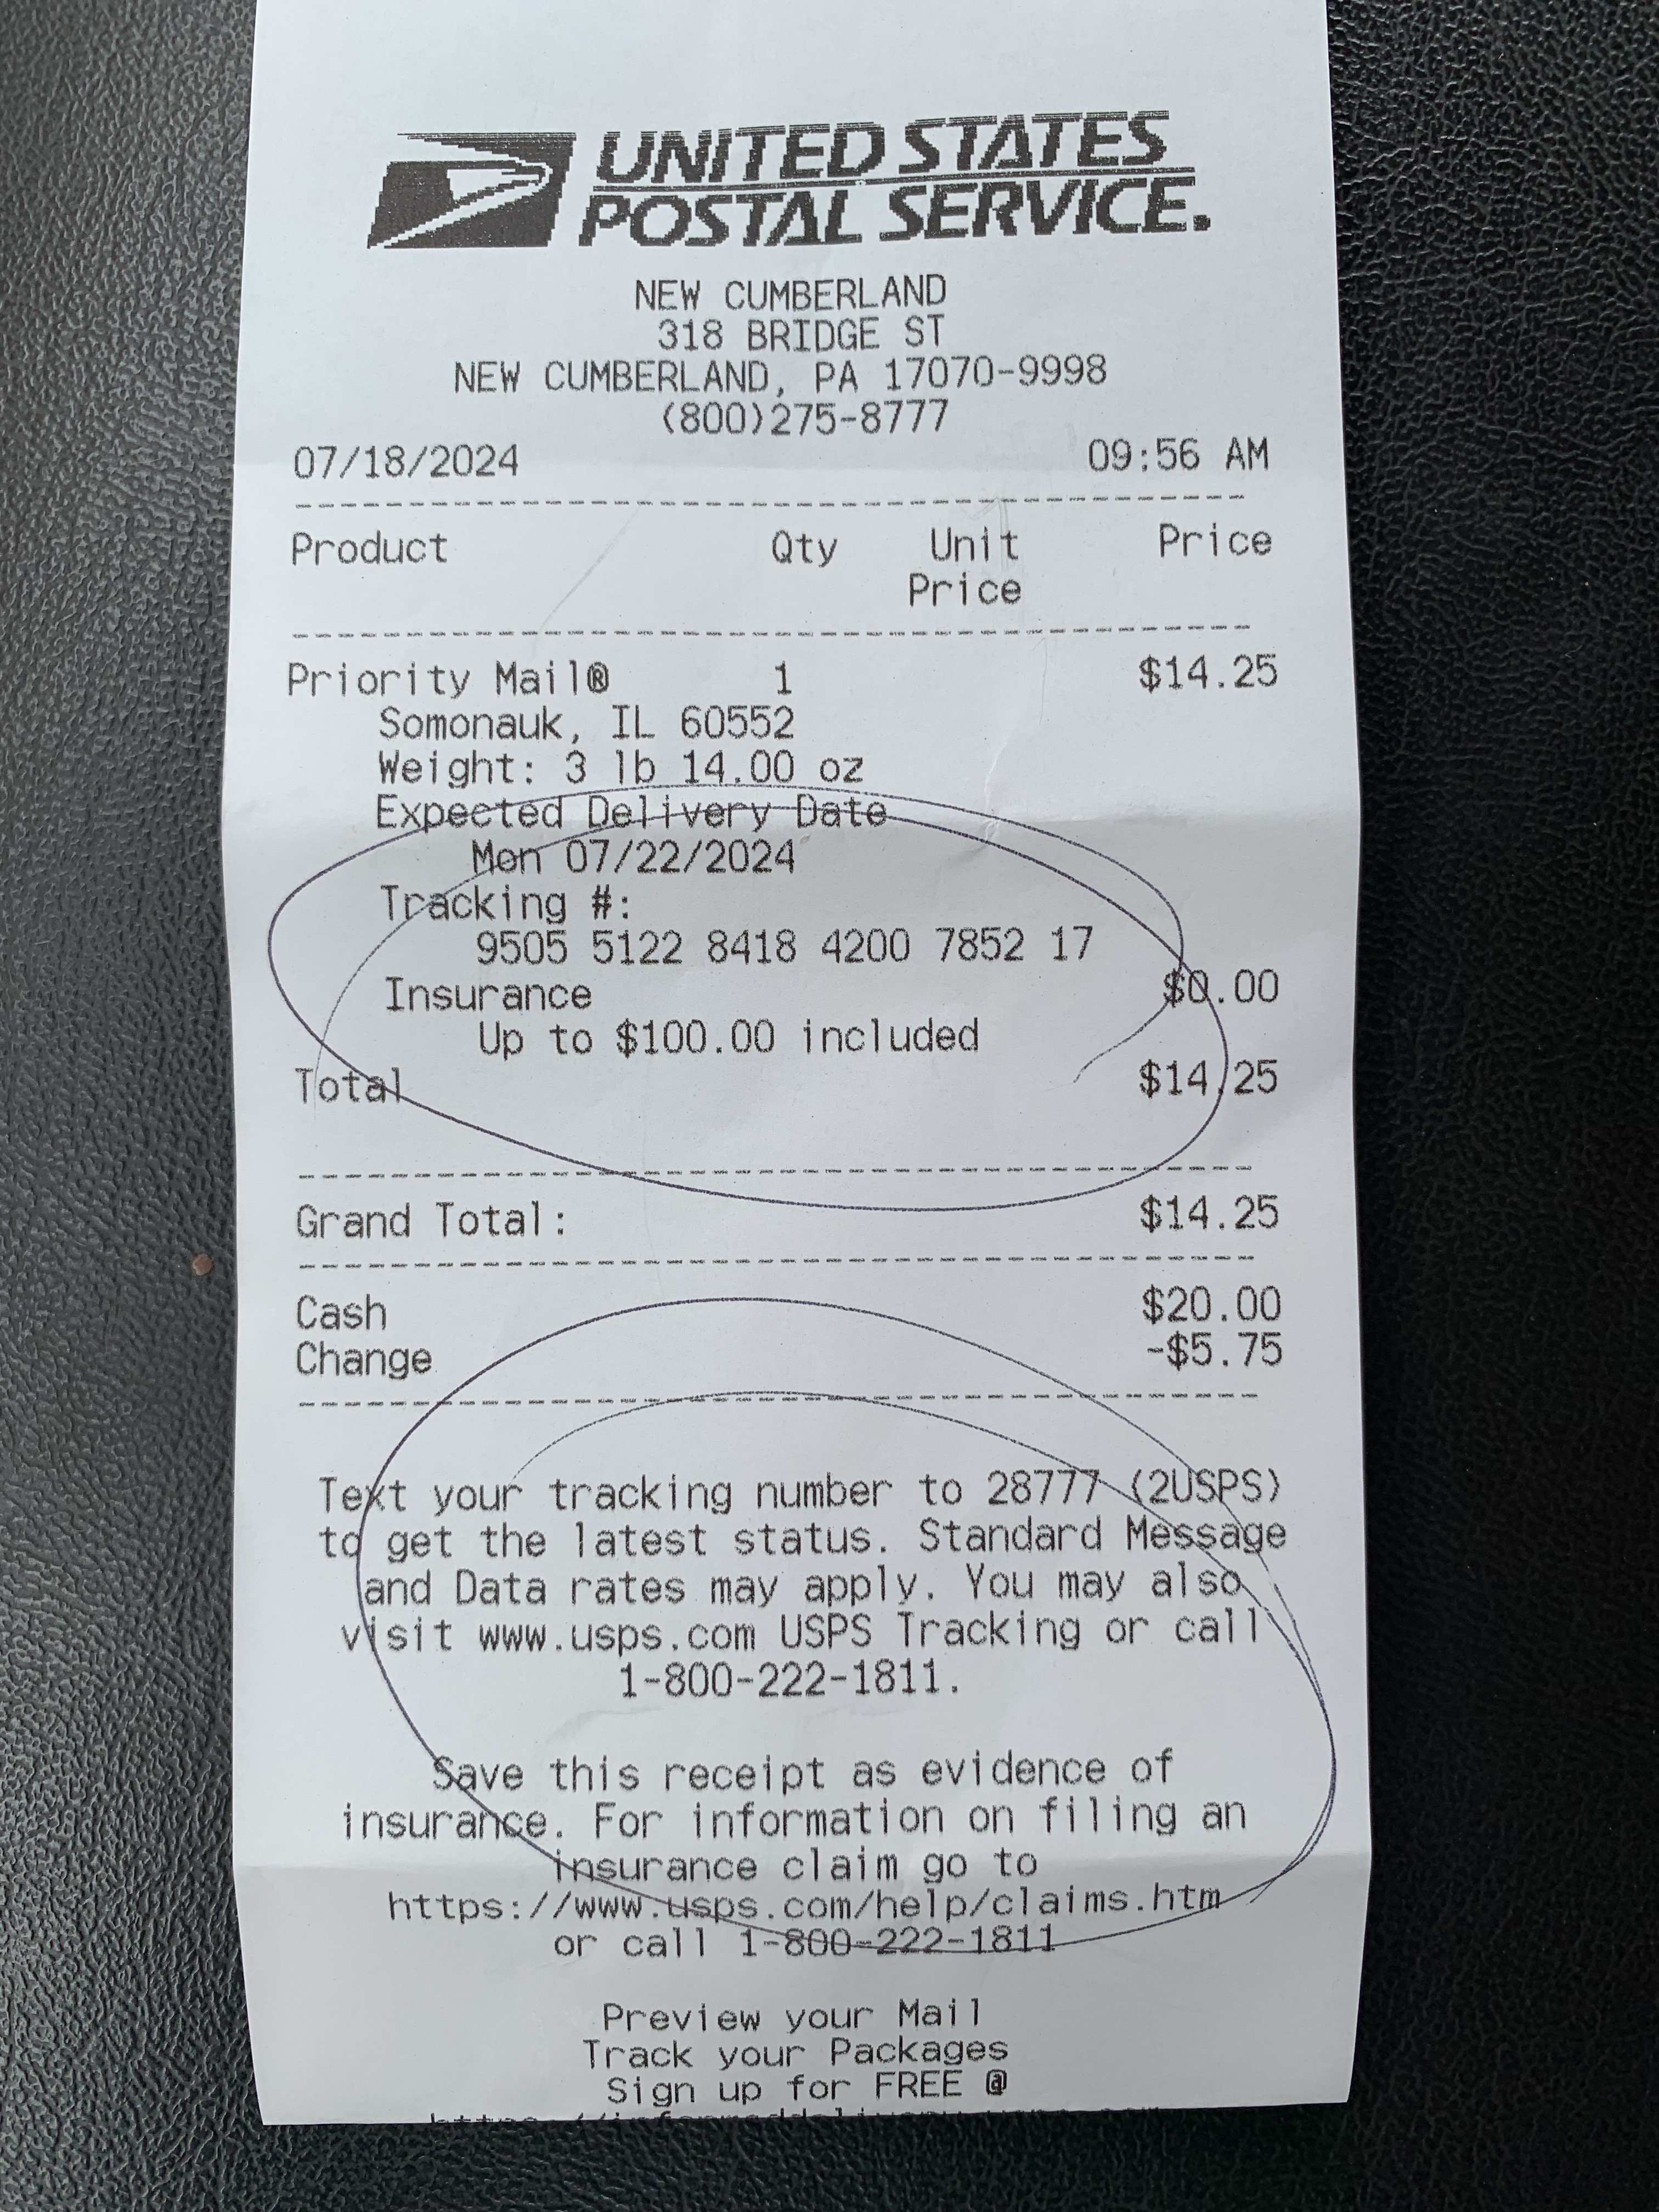 UNITED STATES
POSTAL SERVICE.
NEW CUMBERLAND
318 BRIDGE ST
NEW CUMBERLAND, PA 17070-9998
(800)275-8777
07/18/2024 09:56 AM
Product Qty Unit Price
Price
Priority Mail® 1 $14.25
Somonauk, IL 60552
Weight: 3 lb 14.00 oz
Expected Delivery Date
Mon 07/22/2024
Tracking #:
9505 5122 8418 4200 7852 17
Insurance $0.00
Up to $100.00 included
Total $14.25
Grand Total: $14.25
Cash $20.00
Change -$5.75
Text your tracking number to 28777 (2USPS)
to get the latest status. Standard Message
and Data rates may apply. You may also
visit www.usps.com USPS Tracking or call
1-800-222-1811.
Save this receipt as evidence of
insurance. For information on filing an
insurance claim go to
https://www.usps.com/help/claims.htm
or call 1-800-222-1811
Preview your Mail
Track your Packages
Sign up for FREE @